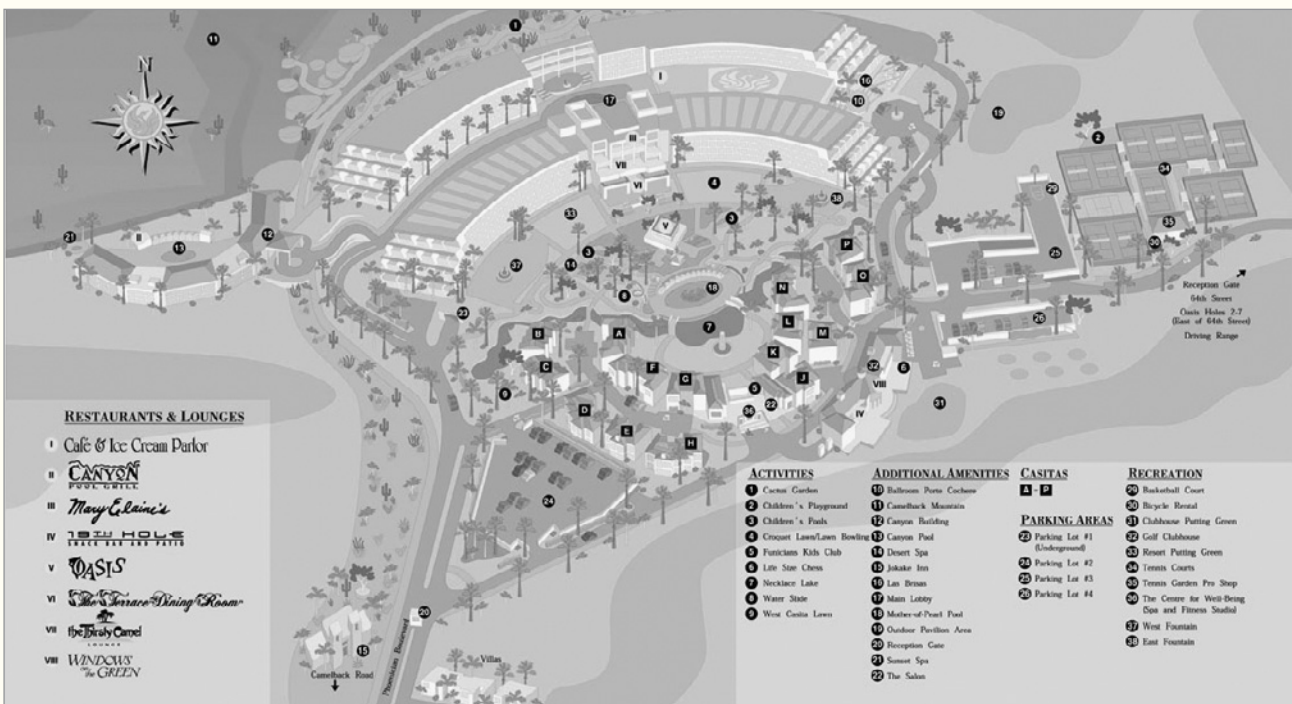 N
Reception Gate
64th Street
Oasis Holes 2-7
(East of 64th Street)
Driving Range
RESTAURANTS & LOUNGES
I Café & Ice Cream Parlor
II CANYON
POOL GRILL
III Mary Elaine's
IV 19TH HOLE
SNACK BAR AND PATIO
V OASIS
VI The Terrace Dining Room
VII the Thirsty Camel
LOUNGE
VIII WINDOWS
on the GREEN
Camelback Road
Phoenician Boulevard
Villas
ACTIVITIES
1 Cactus Garden
2 Children's Playground
3 Children's Pools
4 Croquet Lawn/Lawn Bowling
5 Funicians Kids Club
6 Life Size Chess
7 Necklace Lake
8 Water Slide
9 West Casita Lawn
ADDITIONAL AMENITIES
10 Ballroom Porte Cochere
11 Camelback Mountain
12 Canyon Building
13 Canyon Pool
14 Desert Spa
15 Jokake Inn
16 Las Brisas
17 Main Lobby
18 Mother-of-Pearl Pool
19 Outdoor Pavilion Area
20 Reception Gate
21 Sunset Spa
22 The Salon
CASITAS
A - P
PARKING AREAS
23 Parking Lot #1
(Underground)
24 Parking Lot #2
25 Parking Lot #3
26 Parking Lot #4
RECREATION
29 Basketball Court
30 Bicycle Rental
31 Clubhouse Putting Green
32 Golf Clubhouse
33 Resort Putting Green
34 Tennis Courts
35 Tennis Garden Pro Shop
36 The Centre for Well-Being
(Spa and Fitness Studio)
37 West Fountain
38 East Fountain